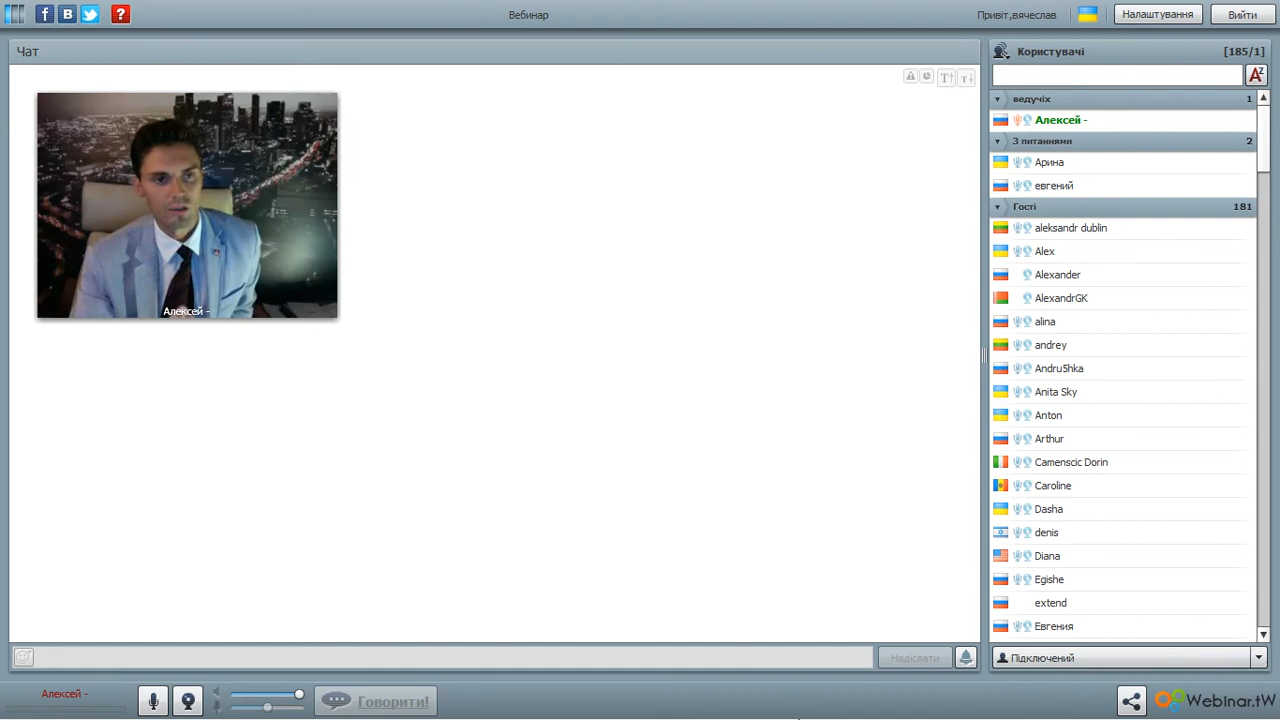 f B ?
Вебинар
Привіт,вячеслав
Налаштування
Вийти
Чат
T↑ T↓
Алексей -
Користувачі [185/1]
AZ
ведучіх 1
Алексей -
З питаннями 2
Арина
евгений
Гості 181
aleksandr dublin
Alex
Alexander
AlexandrGK
alina
andrey
Andru5hka
Anita Sky
Anton
Arthur
Camenscic Dorin
Caroline
Dasha
denis
Diana
Egishe
extend
Евгения
Надіслати
Підключений
Алексей -
Говорити!
Webinar.tW